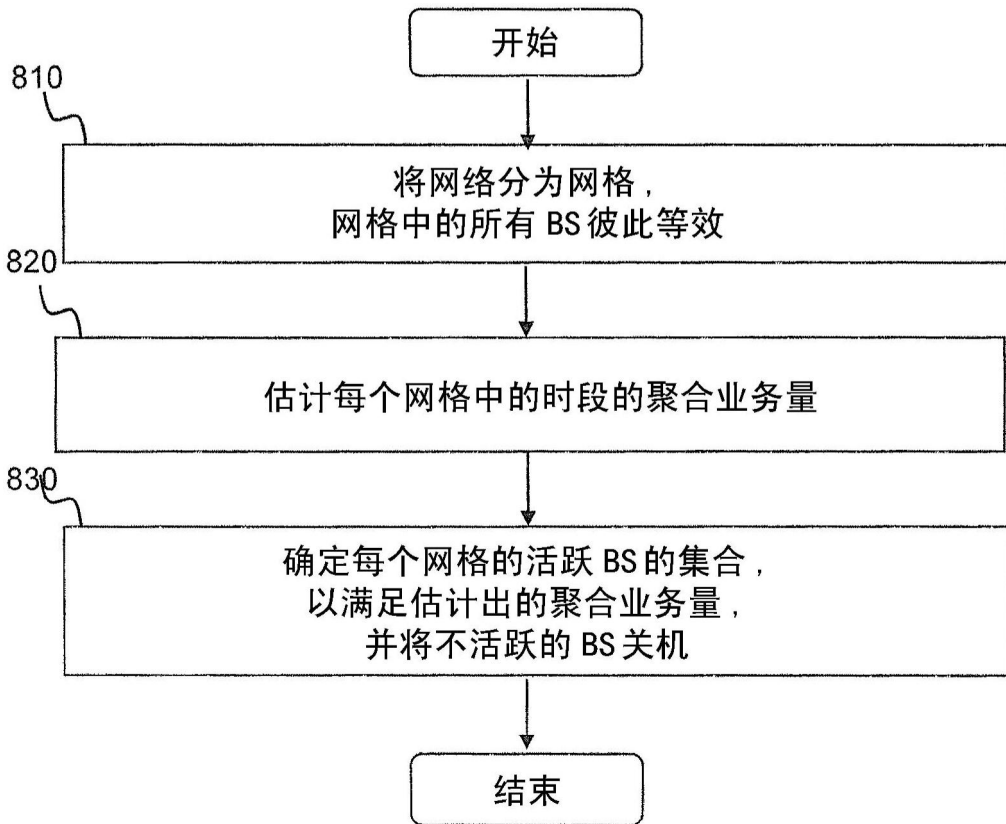 开始
810
将网络分为网格,
网格中的所有 BS 彼此等效
820
估计每个网格中的时段的聚合业务量
830
确定每个网格的活跃 BS 的集合,
以满足估计出的聚合业务量,
并将不活跃的 BS 关机
结束